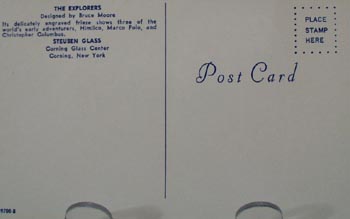 THE EXPLORERS
Designed by Bruce Moore
Its delicately engraved frieze shows three of the
world's early adventurers, Himlico, Marco Polo, and
Christopher Columbus.
STEUBEN GLASS
Corning Glass Center
Corning, New York
PLACE
STAMP
HERE
Post Card